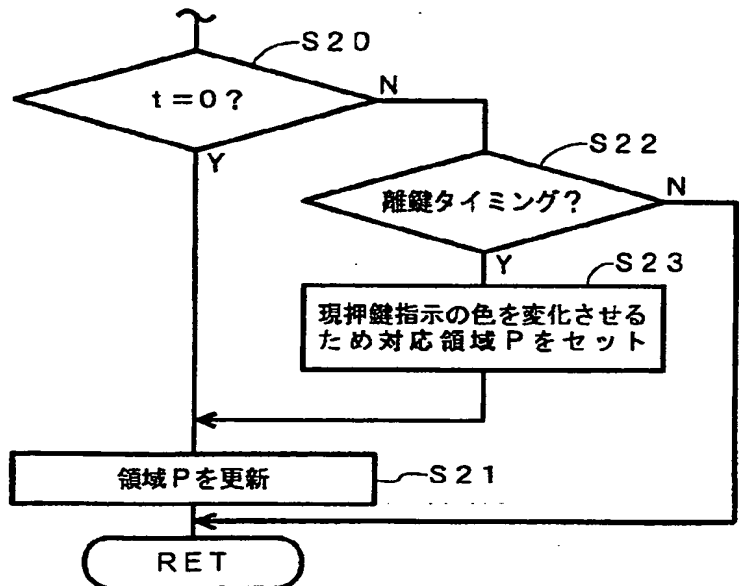 S20
t=0?
N
Y
S22
離鍵タイミング?
N
Y
S23
現押鍵指示の色を変化させる
ため対応領域Pをセット
領域Pを更新
S21
RET